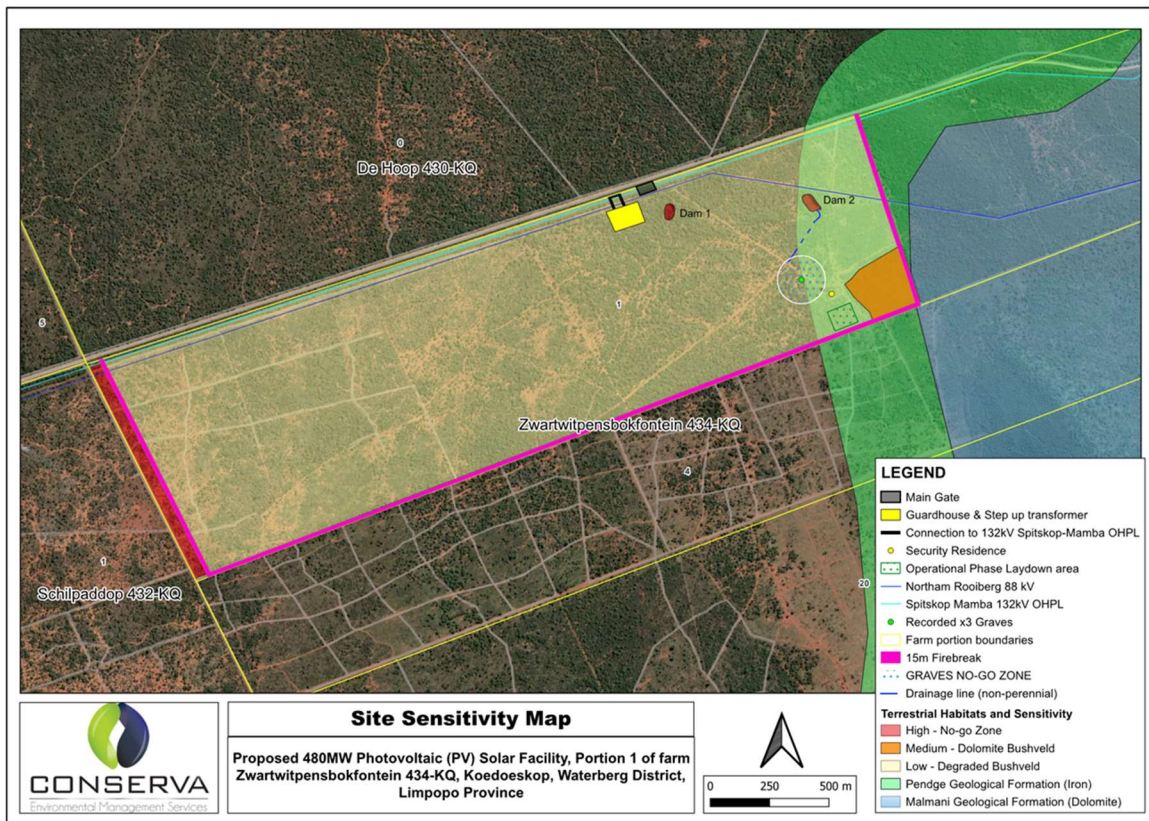 0
De Hoop 430-KQ
Dam 1
Dam 2
1
5
Zwartwitpensbokfontein 434-KQ
4
1
Schilpaddop 432-KQ
20
LEGEND
Main Gate
Guardhouse & Step up transformer
Connection to 132kV Spitskop-Mamba OHPL
Security Residence
Operational Phase Laydown area
Northam Rooiberg 88 kV
Spitskop Mamba 132kV OHPL
Recorded x3 Graves
Farm portion boundaries
15m Firebreak
GRAVES NO-GO ZONE
Drainage line (non-perennial)
Terrestrial Habitats and Sensitivity
High - No-go Zone
Medium - Dolomite Bushveld
Low - Degraded Bushveld
Pendge Geological Formation (Iron)
Malmani Geological Formation (Dolomite)
CONSERVA
Environmental Management Services
Site Sensitivity Map
Proposed 480MW Photovoltaic (PV) Solar Facility, Portion 1 of farm
Zwartwitpensbokfontein 434-KQ, Koedoeskop, Waterberg District,
Limpopo Province
0 250 500 m